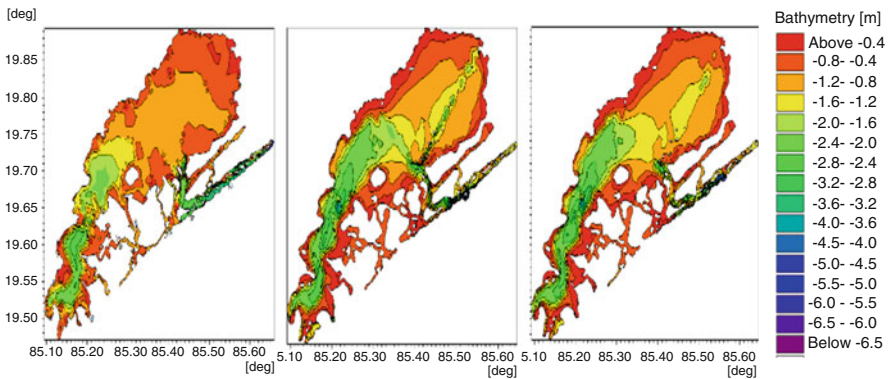 [deg]
19.85
19.80
19.75
19.70
19.65
19.60
19.55
19.50
85.10 85.20 85.30 85.40 85.50 85.60
[deg]
5.10 85.20 85.30 85.40 85.50 85.60
[deg]
5.10 85.20 85.30 85.40 85.50 85.60
[deg]
Bathymetry [m]
Above -0.4
-0.8- -0.4
-1.2- -0.8
-1.6- -1.2
-2.0- -1.6
-2.4- -2.0
-2.8- -2.4
-3.2- -2.8
-3.6- -3.2
-4.0- -3.6
-4.5- -4.0
-5.0- -4.5
-5.5- -5.0
-6.0- -5.5
-6.5- -6.0
Below -6.5